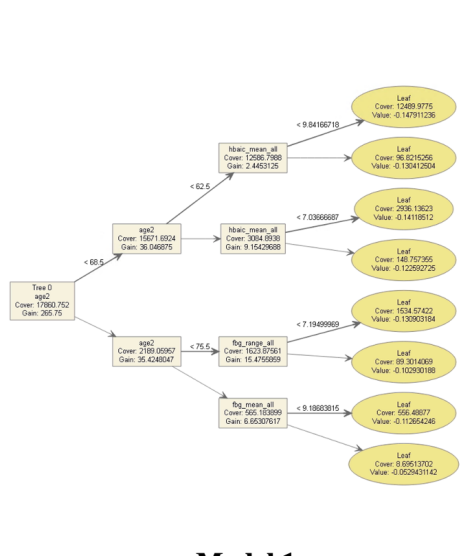 Leaf
Cover: 12489.9775
Value: -0.147911236
< 9.84166718
hbaic_mean_all
Cover: 12586.7988
Gain: 2.4453125
Leaf
Cover: 96.8215256
Value: -0.130412504
< 62.5
Leaf
Cover: 2936.13623
Value: -0.14118512
< 7.03666687
age2
Cover: 15671.6924
Gain: 36.046875
hbaic_mean_all
Cover: 3084.8938
Gain: 9.15429688
Leaf
Cover: 148.757355
Value: -0.122592725
< 68.5
Tree 0
age2
Cover: 17860.752
Gain: 265.75
Leaf
Cover: 1534.57422
Value: -0.130903184
< 7.19499969
age2
Cover: 2189.05957
Gain: 35.4248047
< 75.5
fbg_range_all
Cover: 1623.87561
Gain: 15.4755859
Leaf
Cover: 89.3014069
Value: -0.102930188
fbg_mean_all
Cover: 565.183899
Gain: 6.65307617
< 9.18683815
Leaf
Cover: 556.48877
Value: -0.112654246
Leaf
Cover: 8.69513702
Value: -0.0529431142